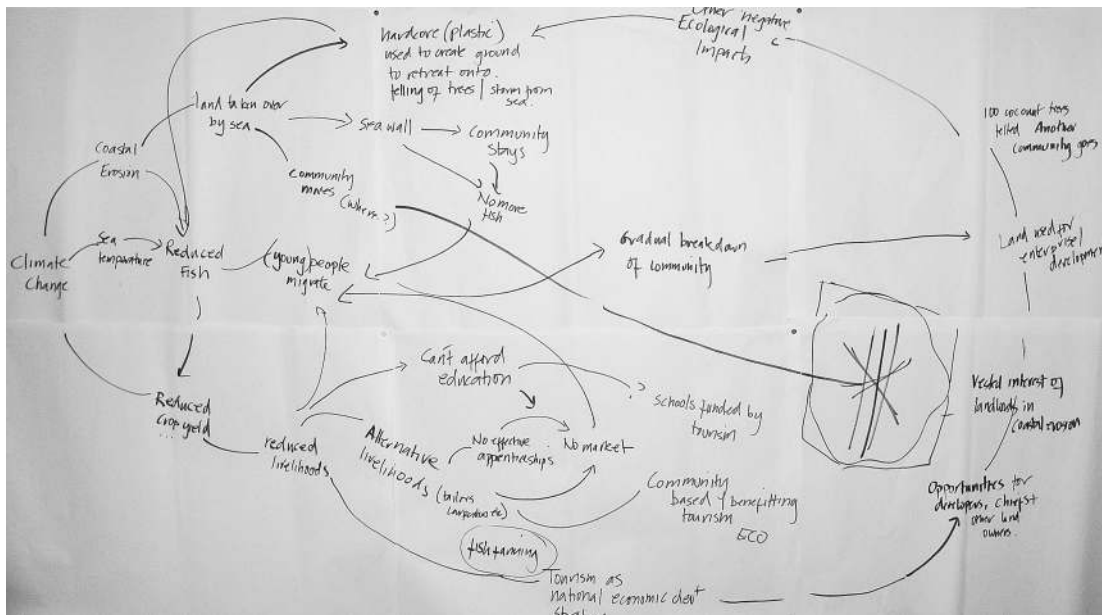 Other negative
Ecological
Impacts
hardcore (plastic)
used to create ground
to retreat onto.
felling of trees / storm from
sea.
land taken over
by sea
Sea wall
Community
stays
100 coconut trees
felled Another
community goes
Coastal
Erosion
Community
moves (where?)
No more
fish
Climate
Change
Sea
temperature
Reduced
Fish
(young) people
migrate
Gradual breakdown
of community
Land used for
enterprise /
development
Can't afford
education
?
Schools funded by
tourism
Vested interest of
landlords in
coastal erosion
Reduced
crop yield
...
reduced
livelihoods
Alternative
livelihoods
(tailors
carpenters etc)
No effective
apprenticeships
No market
Community
based & benefitting
tourism
ECO
Opportunities for
developers, chiefs +
other land
owners.
fish farming
Tourism as
national economic devt